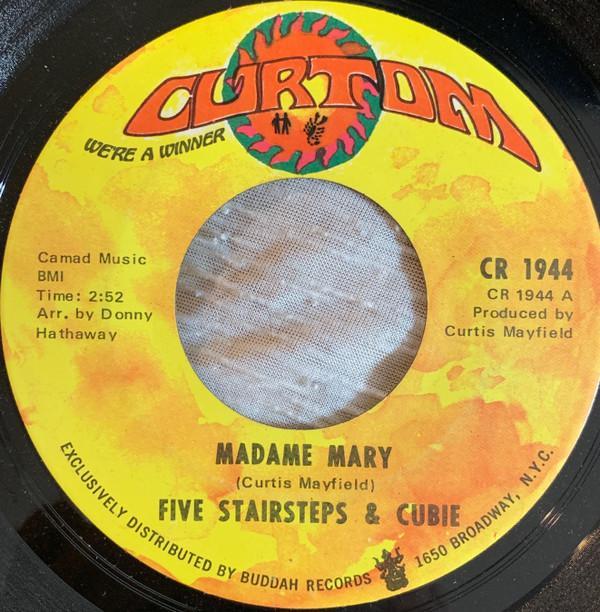 CURTOM
WE'RE A WINNER
Camad Music
BMI
Time: 2:52
Arr. by Donny
Hathaway
CR 1944
CR 1944 A
Produced by
Curtis Mayfield
MADAME MARY
(Curtis Mayfield)
FIVE STAIRSTEPS & CUBIE
EXCLUSIVELY DISTRIBUTED BY BUDDAH RECORDS 1650 BROADWAY, N.Y.C.